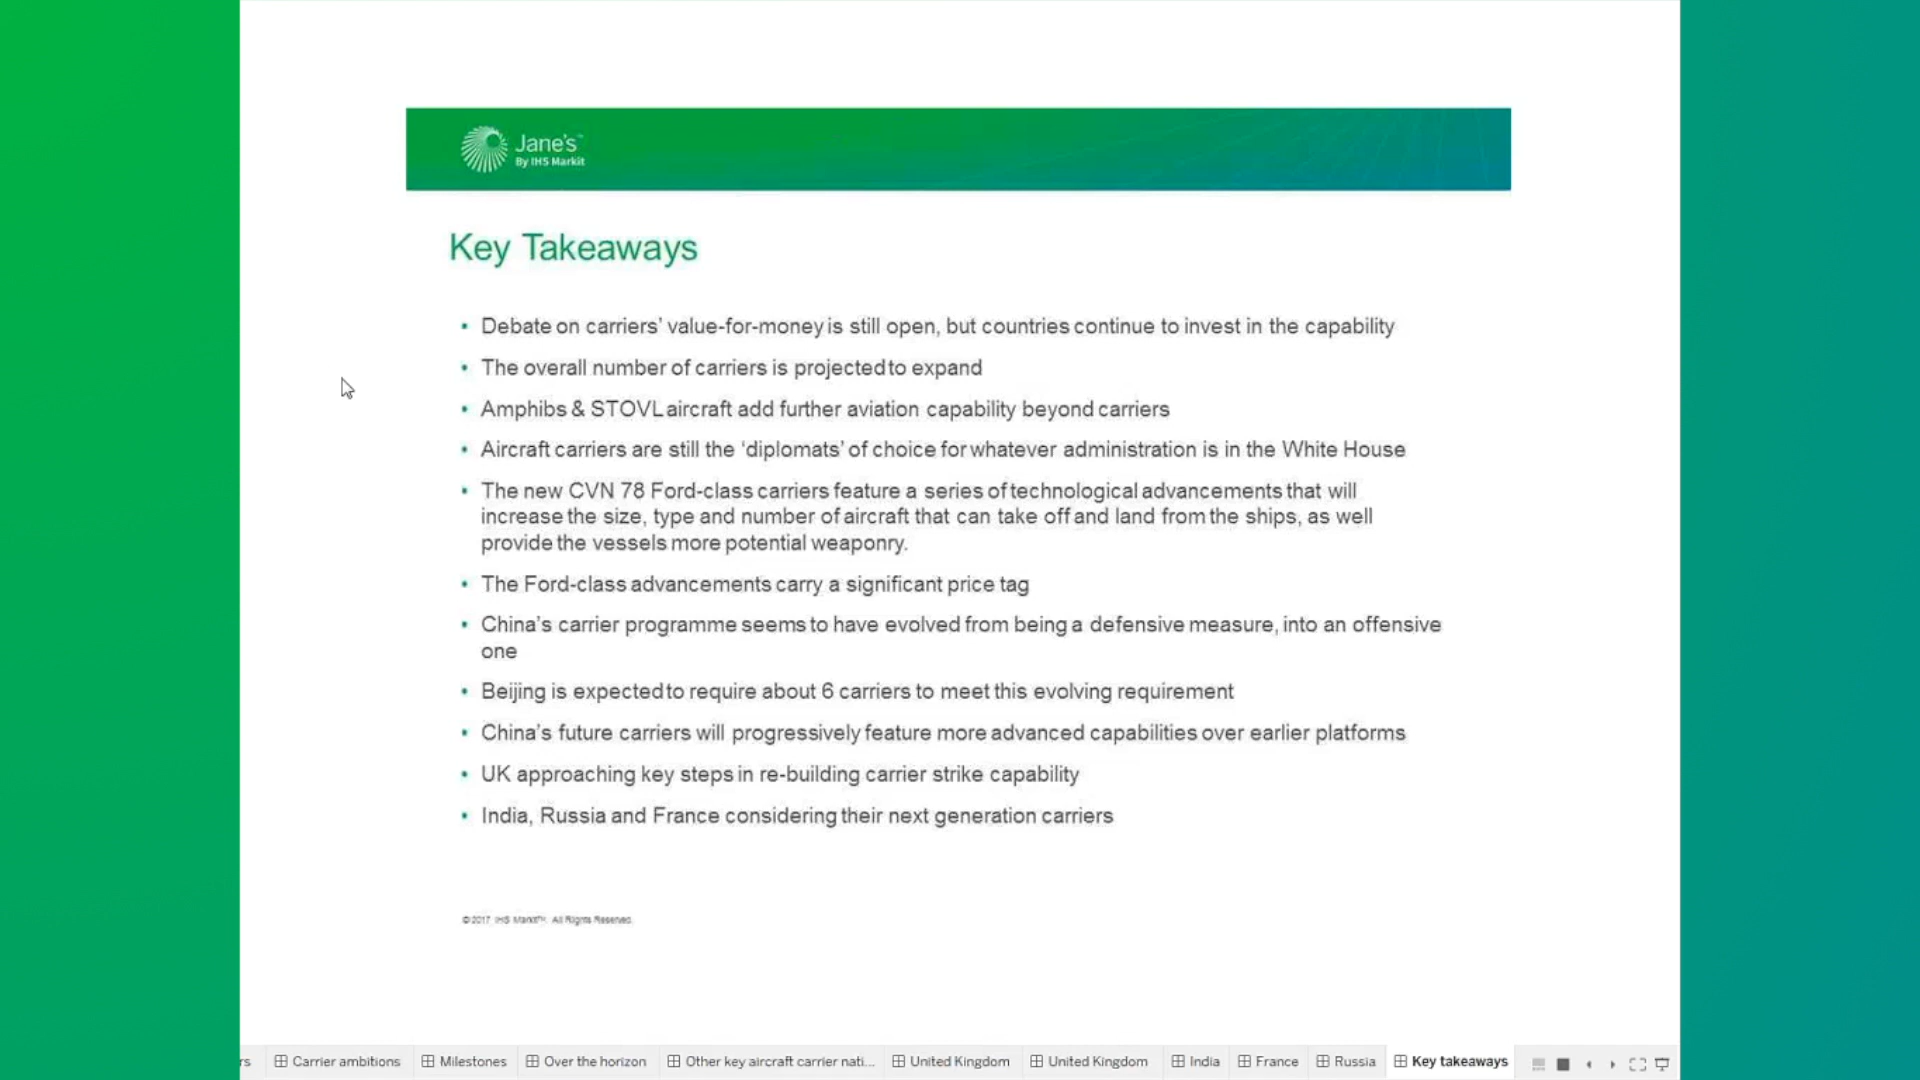 Jane's™
By IHS Markit
Key Takeaways
• Debate on carriers' value-for-money is still open, but countries continue to invest in the capability
• The overall number of carriers is projected to expand
• Amphibs & STOVL aircraft add further aviation capability beyond carriers
• Aircraft carriers are still the 'diplomats' of choice for whatever administration is in the White House
• The new CVN 78 Ford-class carriers feature a series of technological advancements that will
increase the size, type and number of aircraft that can take off and land from the ships, as well
provide the vessels more potential weaponry.
• The Ford-class advancements carry a significant price tag
• China's carrier programme seems to have evolved from being a defensive measure, into an offensive
one
• Beijing is expected to require about 6 carriers to meet this evolving requirement
• China's future carriers will progressively feature more advanced capabilities over earlier platforms
• UK approaching key steps in re-building carrier strike capability
• India, Russia and France considering their next generation carriers
© 2017 IHS Markit™. All Rights Reserved.
rs Carrier ambitions Milestones Over the horizon Other key aircraft carrier nati... United Kingdom United Kingdom India France Russia Key takeaways